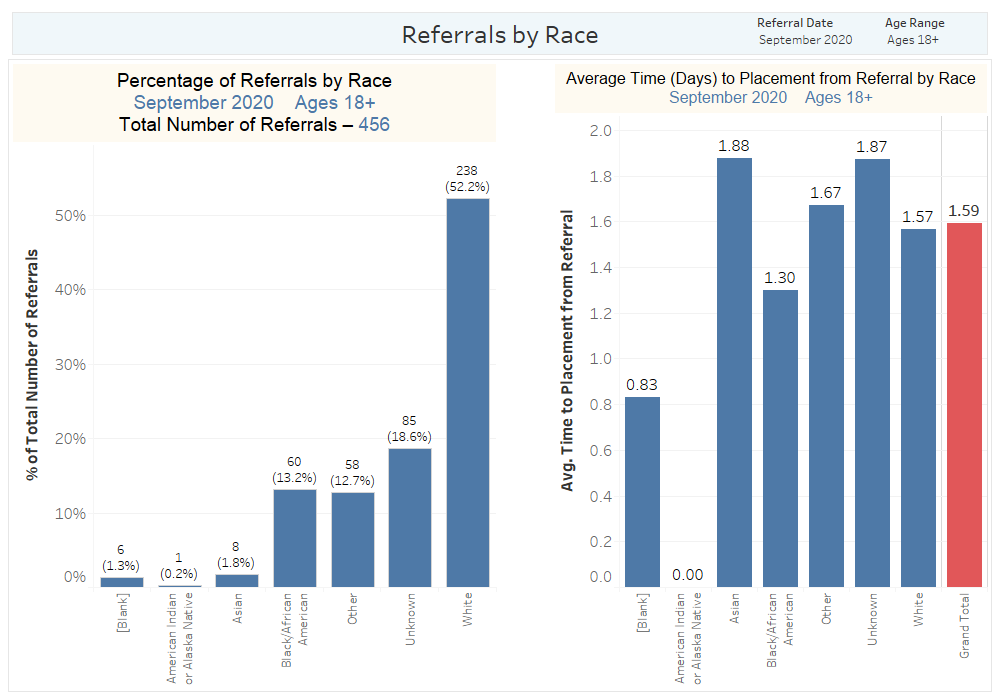 Referrals by Race
Referral Date
September 2020
Age Range
Ages 18+
Percentage of Referrals by Race
September 2020 Ages 18+
Total Number of Referrals – 456
% of Total Number of Referrals
50%
40%
30%
20%
10%
0%
6
(1.3%)
1
(0.2%)
8
(1.8%)
60
(13.2%)
58
(12.7%)
85
(18.6%)
238
(52.2%)
[Blank]
American Indian
or Alaska Native
Asian
Black/African
American
Other
Unknown
White
Average Time (Days) to Placement from Referral by Race
September 2020 Ages 18+
Avg. Time to Placement from Referral
2.0
1.8
1.6
1.4
1.2
1.0
0.8
0.6
0.4
0.2
0.0
0.83
0.00
1.88
1.30
1.67
1.87
1.57
1.59
[Blank]
American Indian
or Alaska Native
Asian
Black/African
American
Other
Unknown
White
Grand Total